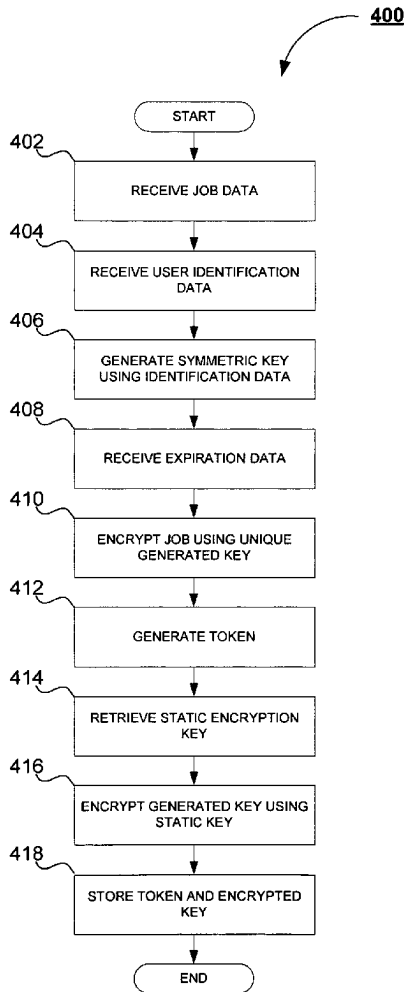 400
START
402
RECEIVE JOB DATA
404
RECEIVE USER IDENTIFICATION
DATA
406
GENERATE SYMMETRIC KEY
USING IDENTIFICATION DATA
408
RECEIVE EXPIRATION DATA
410
ENCRYPT JOB USING UNIQUE
GENERATED KEY
412
GENERATE TOKEN
414
RETRIEVE STATIC ENCRYPTION
KEY
416
ENCRYPT GENERATED KEY USING
STATIC KEY
418
STORE TOKEN AND ENCRYPTED
KEY
END